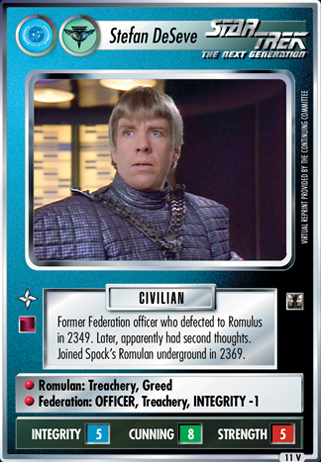 Stefan DeSeve
STAR TREK
THE NEXT GENERATION
VIRTUAL REPRINT PROVIDED BY THE CONTINUING COMMITTEE
CIVILIAN
Former Federation officer who defected to Romulus
in 2349. Later, apparently had second thoughts.
Joined Spock's Romulan underground in 2369.
Romulan: Treachery, Greed
Federation: OFFICER, Treachery, INTEGRITY -1
INTEGRITY 5 CUNNING 8 STRENGTH 5
11 V